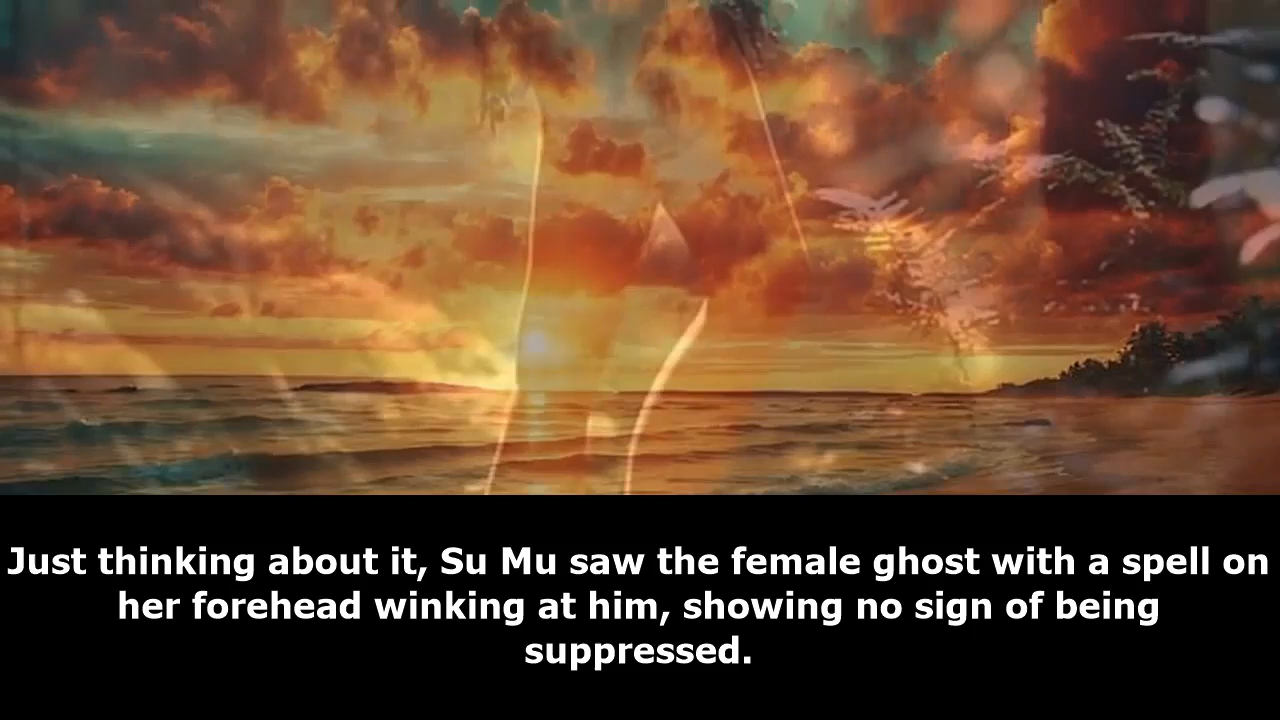 Just thinking about it, Su Mu saw the female ghost with a spell on
her forehead winking at him, showing no sign of being
suppressed.